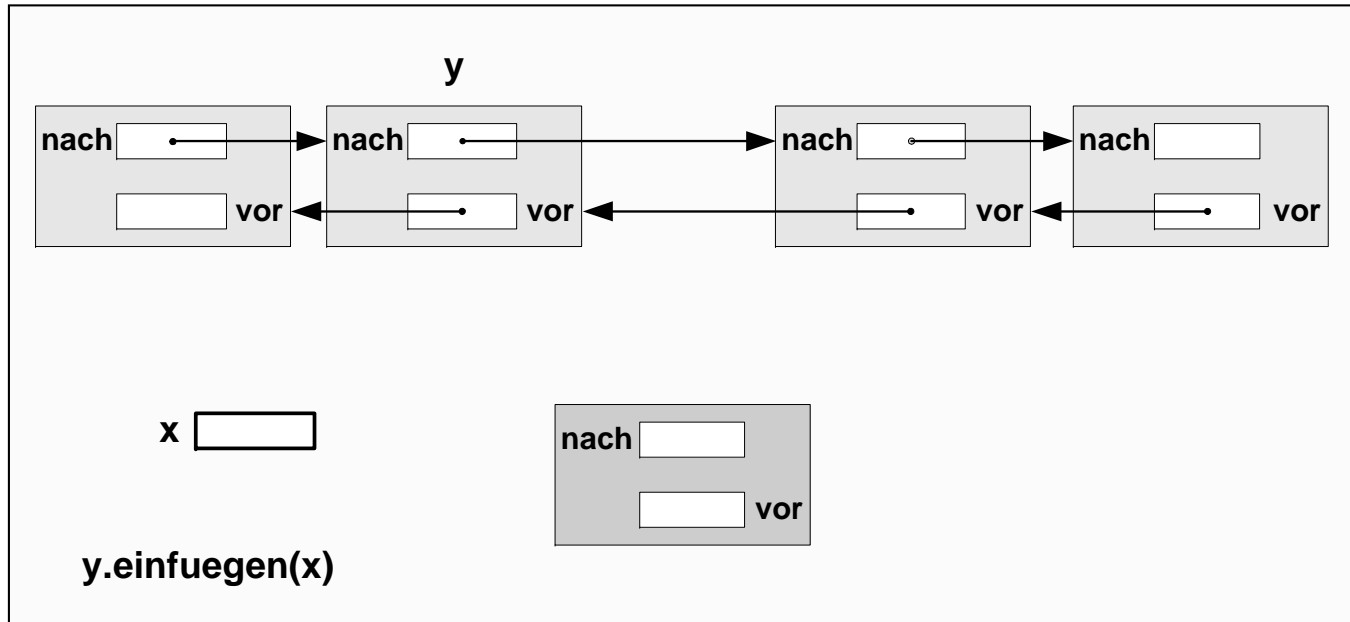 y
nach nach nach nach
vor vor vor vor
x
nach
vor
y.einfuegen(x)